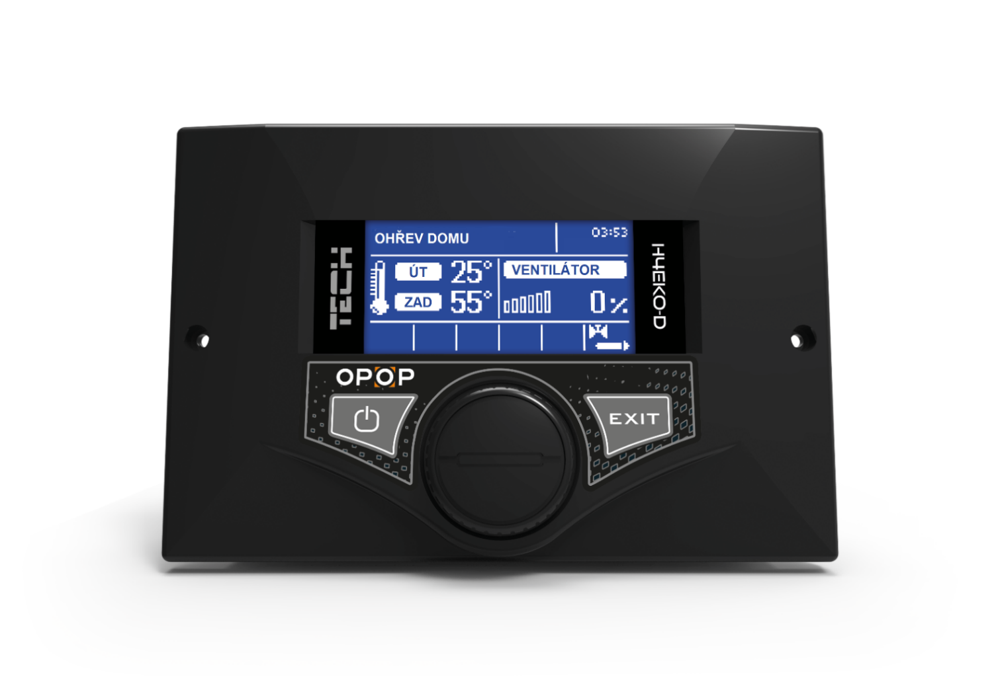 OHŘEV DOMU
03:53
ÚT 25°
VENTILÁTOR
ZAD 55°
0%
TECH
H4EKO-D
OPOP
EXIT